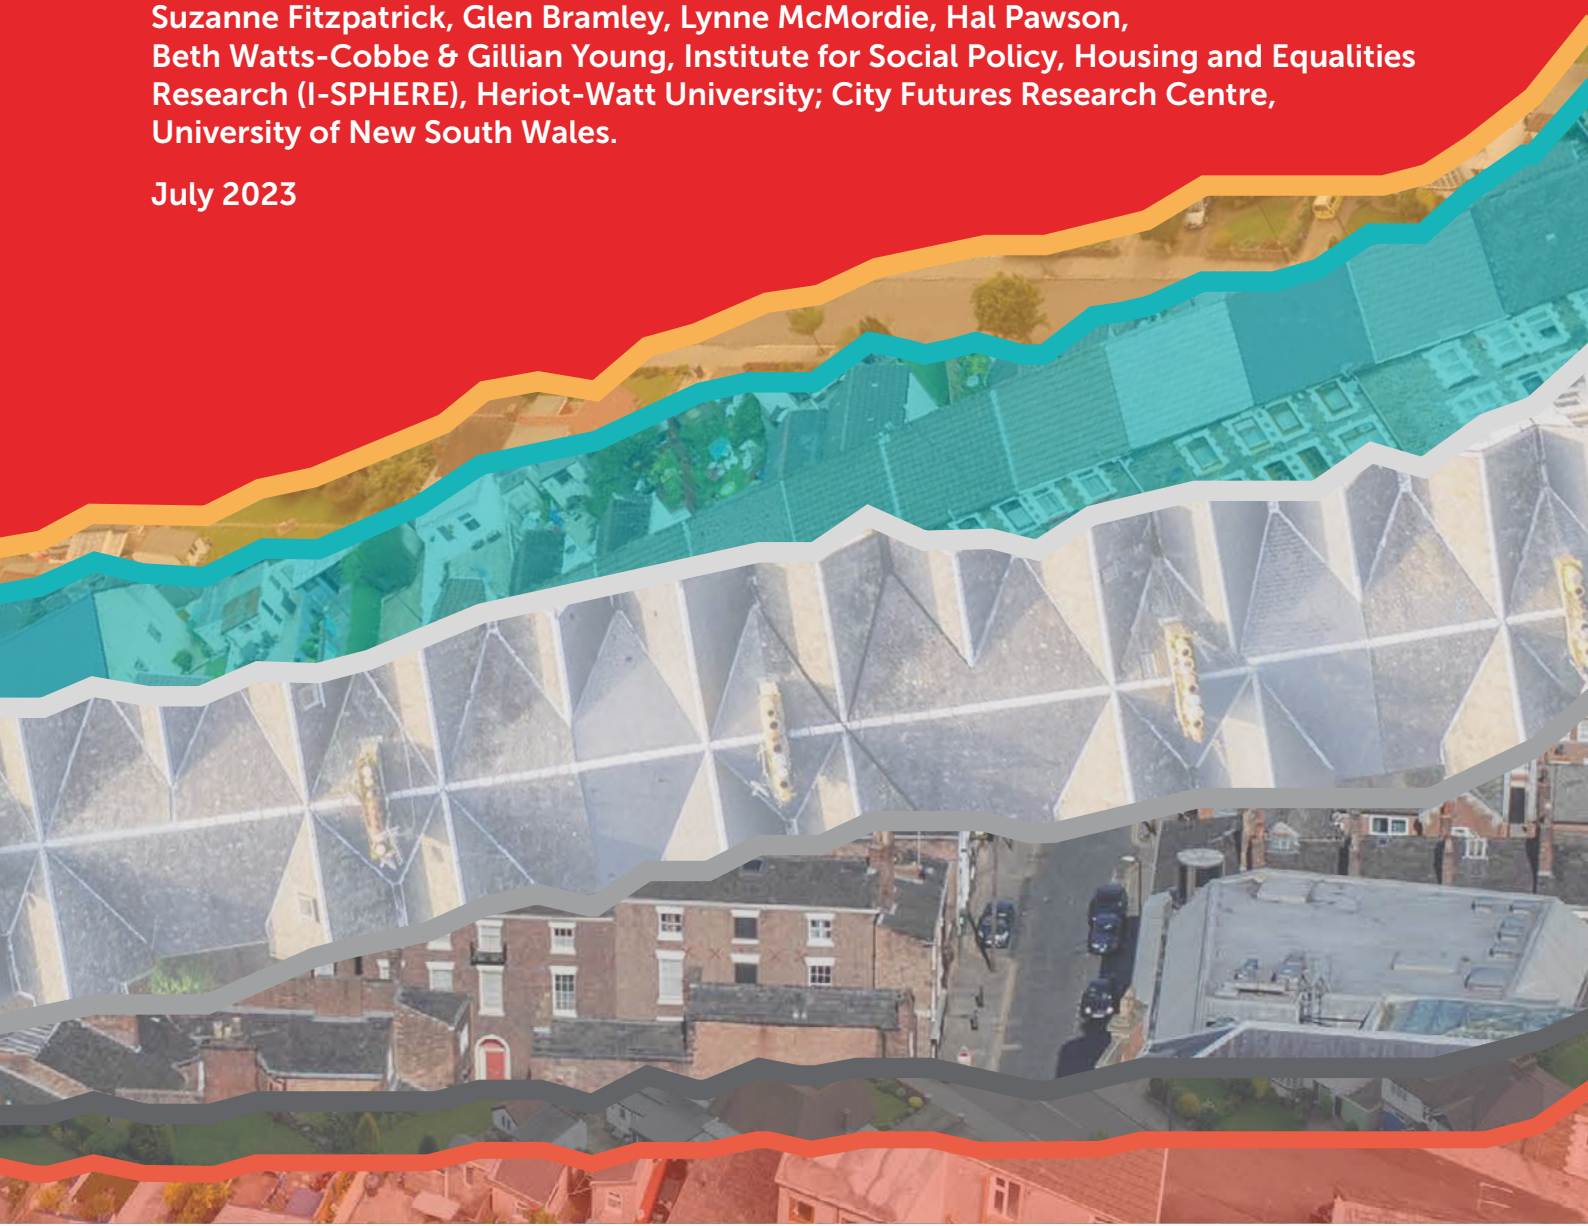 Suzanne Fitzpatrick, Glen Bramley, Lynne McMordie, Hal Pawson,
Beth Watts-Cobbe & Gillian Young, Institute for Social Policy, Housing and Equalities
Research (I-SPHERE), Heriot-Watt University; City Futures Research Centre,
University of New South Wales.
July 2023